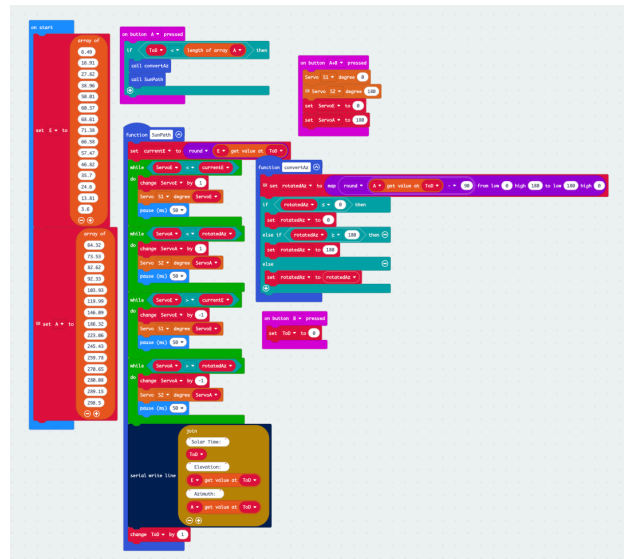 on start
set E to
array of
6.49
16.91
27.62
38.96
50.01
60.37
68.61
71.38
66.58
57.47
46.82
35.7
24.6
13.81
3.6
set A to
array of
64.32
73.53
82.62
92.33
103.93
119.99
146.89
186.32
223.06
245.43
259.78
270.65
280.08
289.15
298.5
on button A pressed
if ToD < length of array A then
call convertAz
call SunPath
on button A+B pressed
Servo S1 degree 0
Servo S2 degree 180
set ServoE to 0
set ServoA to 180
function SunPath
set currentE to round E get value at ToD
while ServoE < currentE
do change ServoE by 1
Servo S1 degree ServoE
pause (ms) 50
while ServoA < rotatedAz
do change ServoA by 1
Servo S2 degree ServoA
pause (ms) 50
while ServoE > currentE
do change ServoE by -1
Servo S1 degree ServoE
pause (ms) 50
while ServoA > rotatedAz
do change ServoA by -1
Servo S2 degree ServoA
pause (ms) 50
serial write line
join
Solar Time:
ToD
Elevation:
E get value at ToD
Azimuth:
A get value at ToD
change ToD by 1
function convertAz
set rotatedAz to map round A get value at ToD - 90 from low 0 high 180 to low 180 high 0
if rotatedAz ≤ 0 then
set rotatedAz to 0
else if rotatedAz ≥ 180 then
set rotatedAz to 180
else
set rotatedAz to rotatedAz
on button B pressed
set ToD to 0